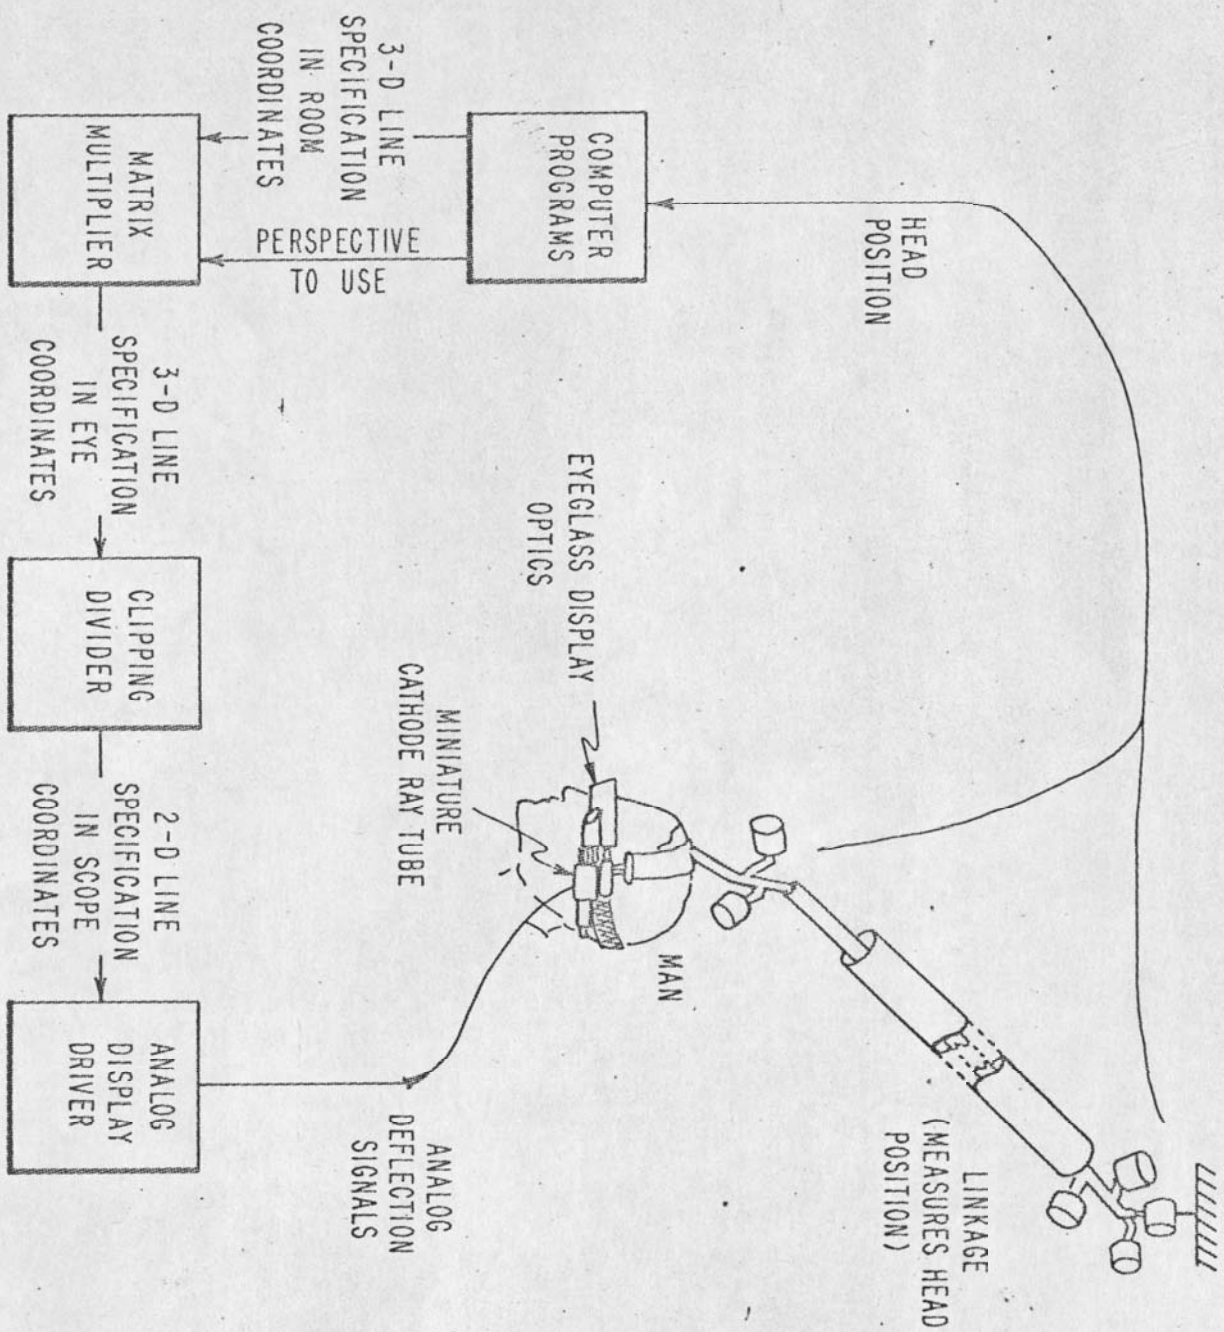 HEAD
POSITION
LINKAGE
(MEASURES HEAD
POSITION)
COMPUTER
PROGRAMS
EYEGLASS DISPLAY
OPTICS
MAN
3-D LINE
SPECIFICATION
IN ROOM
COORDINATES
PERSPECTIVE
TO USE
MINIATURE
CATHODE RAY TUBE
ANALOG
DEFLECTION
SIGNALS
MATRIX
MULTIPLIER
3-D LINE
SPECIFICATION
IN EYE
COORDINATES
CLIPPING
DIVIDER
2-D LINE
SPECIFICATION
IN SCOPE
COORDINATES
ANALOG
DISPLAY
DRIVER